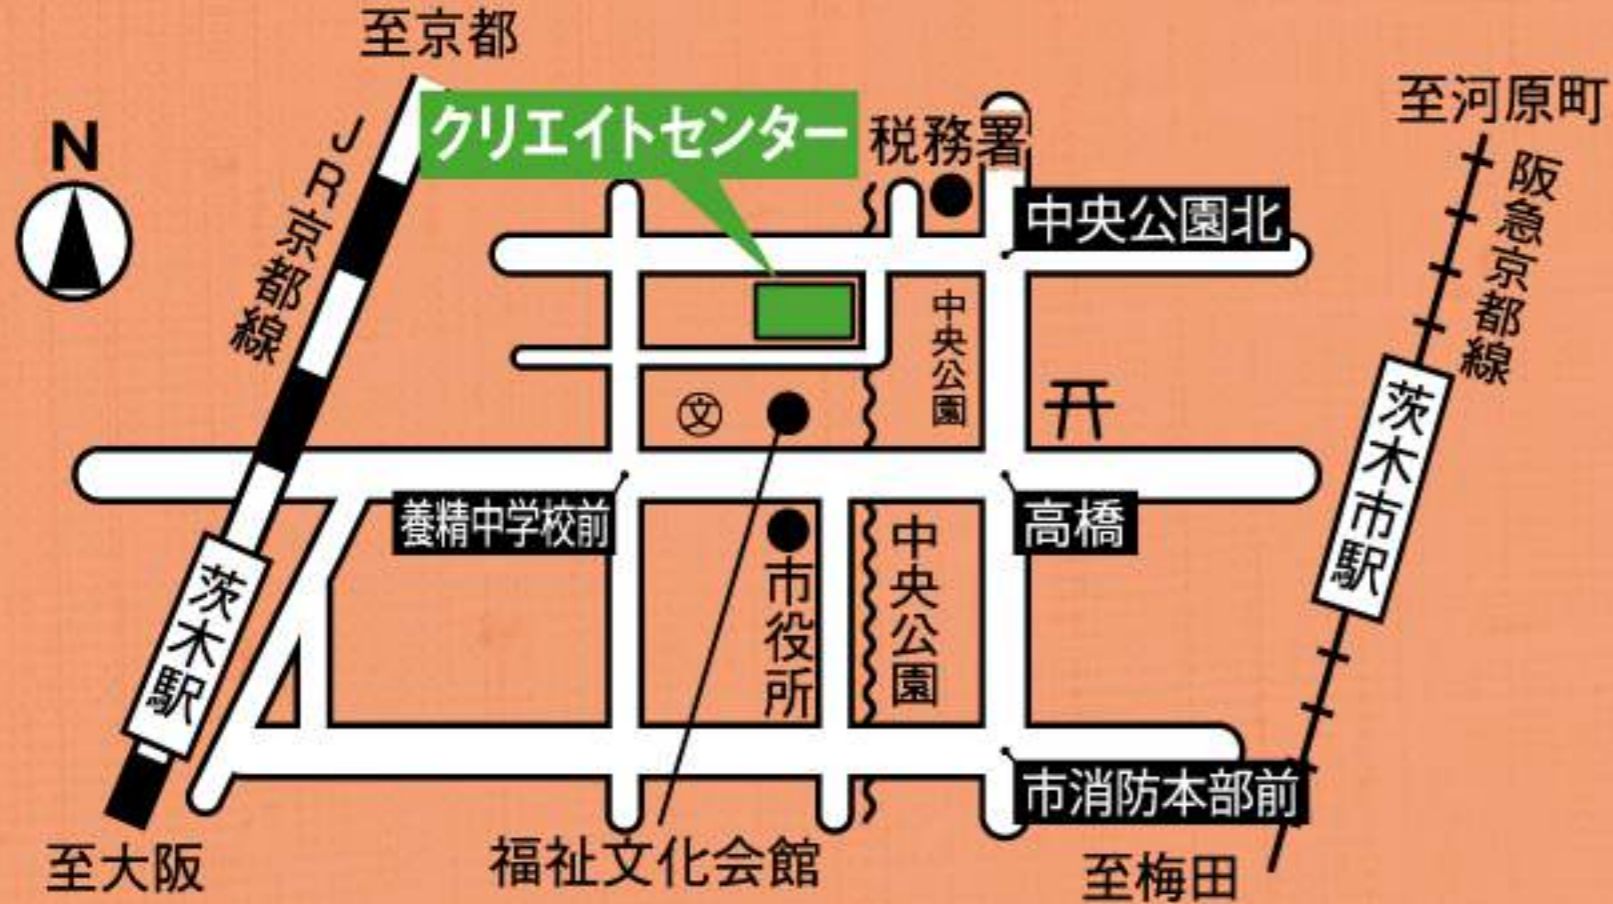 至京都
クリエイトセンター
税務署
至河原町
N
JR京都線
中央公園北
阪急京都線
中央公園
文
茨木市駅
養精中学校前
高橋
市役所
中央公園
茨木駅
市消防本部前
福祉文化会館
至大阪
至梅田